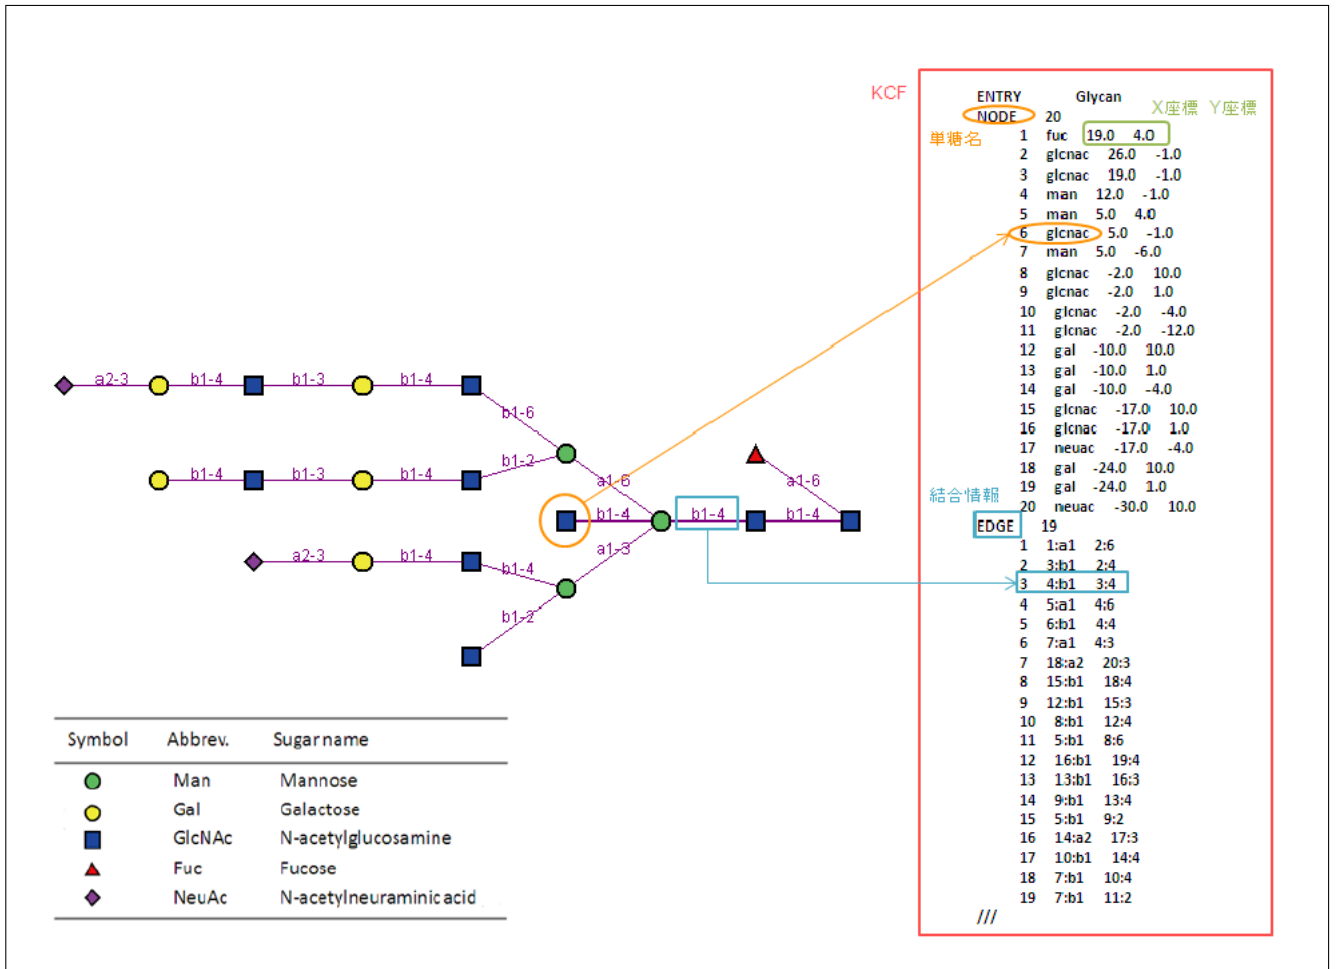 KCF
ENTRY Glycan
X座標 Y座標
NODE 20
単糖名
1 fuc 19.0 4.0
2 glcnac 26.0 -1.0
3 glcnac 19.0 -1.0
4 man 12.0 -1.0
5 man 5.0 4.0
6 glcnac 5.0 -1.0
7 man 5.0 -6.0
8 glcnac -2.0 10.0
9 glcnac -2.0 1.0
10 glcnac -2.0 -4.0
11 glcnac -2.0 -12.0
12 gal -10.0 10.0
13 gal -10.0 1.0
14 gal -10.0 -4.0
15 glcnac -17.0 10.0
16 glcnac -17.0 1.0
17 neuac -17.0 -4.0
18 gal -24.0 10.0
19 gal -24.0 1.0
20 neuac -30.0 10.0
結合情報
EDGE 19
1 1:a1 2:6
2 3:b1 2:4
3 4:b1 3:4
4 5:a1 4:6
5 6:b1 4:4
6 7:a1 4:3
7 18:a2 20:3
8 15:b1 18:4
9 12:b1 15:3
10 8:b1 12:4
11 5:b1 8:6
12 16:b1 19:4
13 13:b1 16:3
14 9:b1 13:4
15 5:b1 9:2
16 14:a2 17:3
17 10:b1 14:4
18 7:b1 10:4
19 7:b1 11:2
///
a2-3 b1-4 b1-3 b1-4
b1-6
b1-4 b1-3 b1-4 b1-2
a1-6 a1-6
b1-4 b1-4 b1-4
a1-3
a2-3 b1-4 b1-4
b1-2
Symbol Abbrev. Sugar name
Man Mannose
Gal Galactose
GlcNAc N-acetylglucosamine
Fuc Fucose
NeuAc N-acetylneuraminic acid